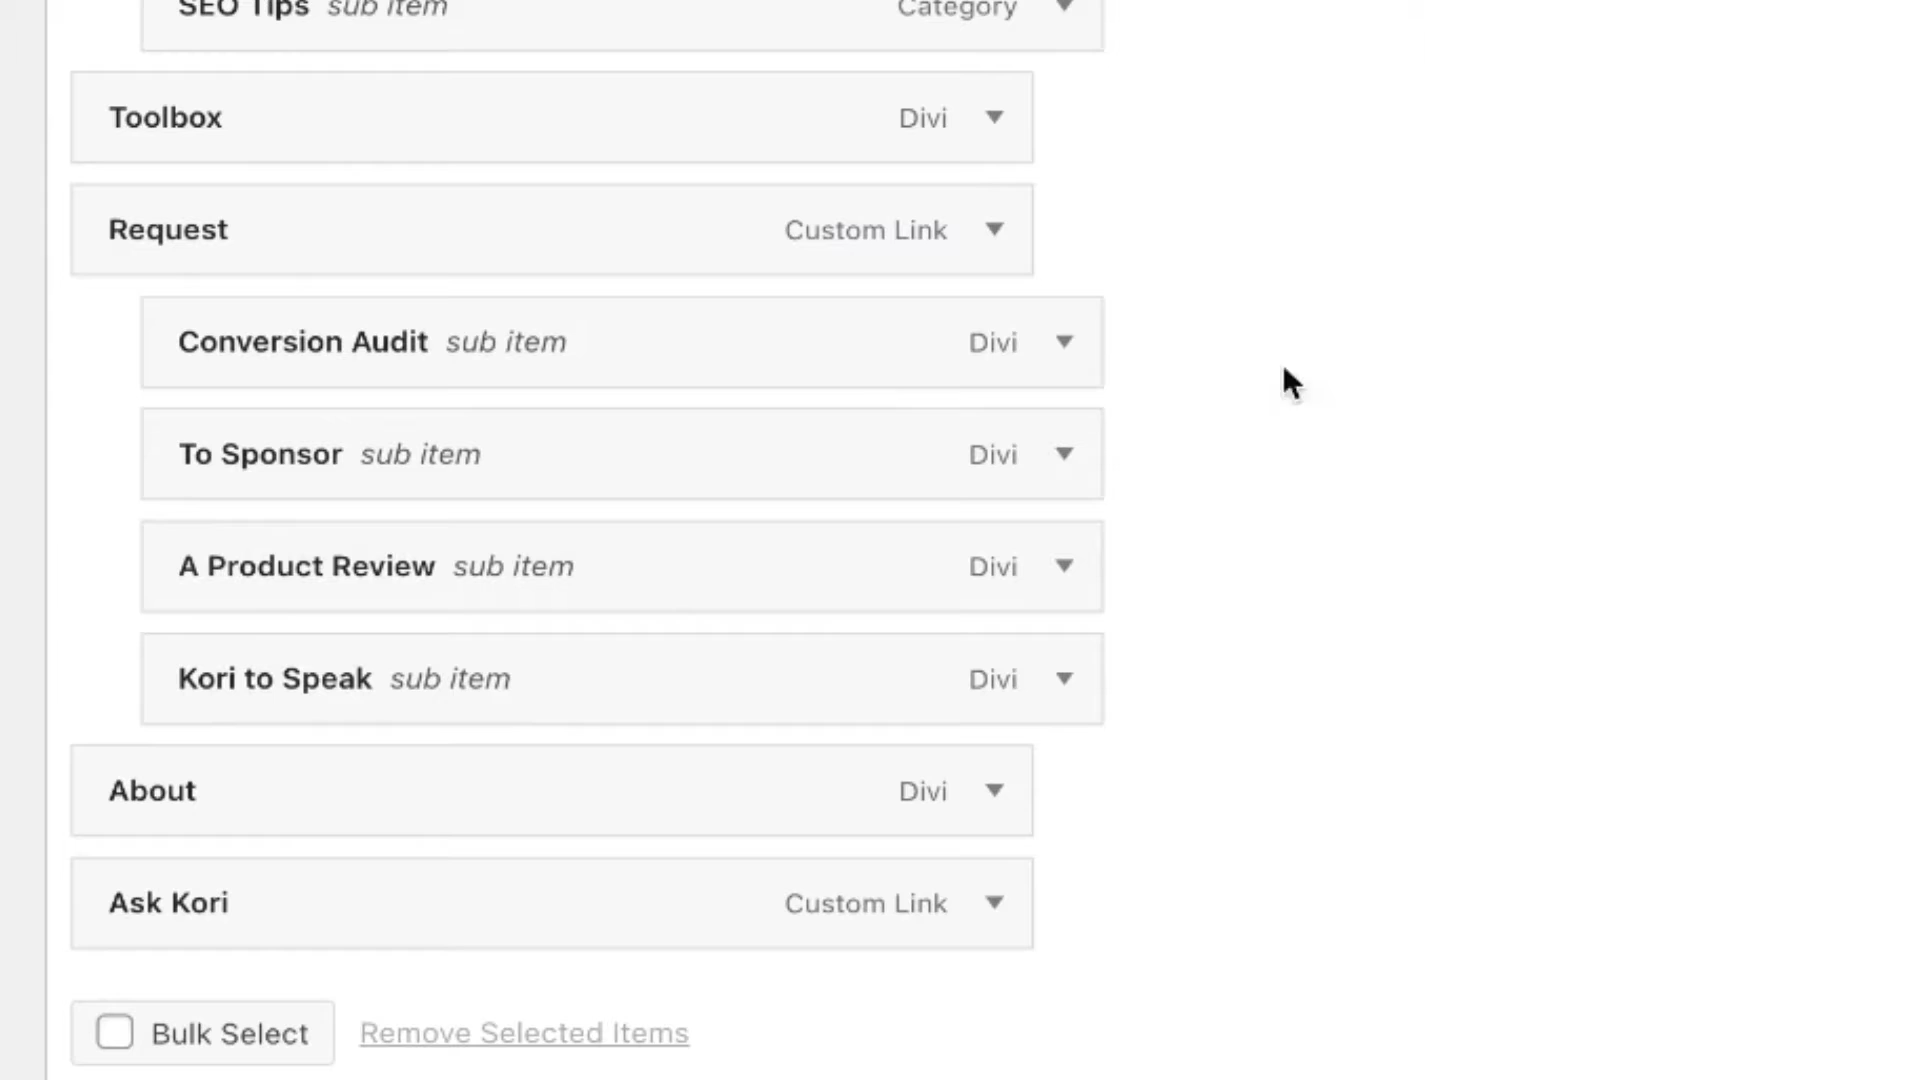 SEO Tips sub item Category
Toolbox Divi
Request Custom Link
Conversion Audit sub item Divi
To Sponsor sub item Divi
A Product Review sub item Divi
Kori to Speak sub item Divi
About Divi
Ask Kori Custom Link
Bulk Select Remove Selected Items